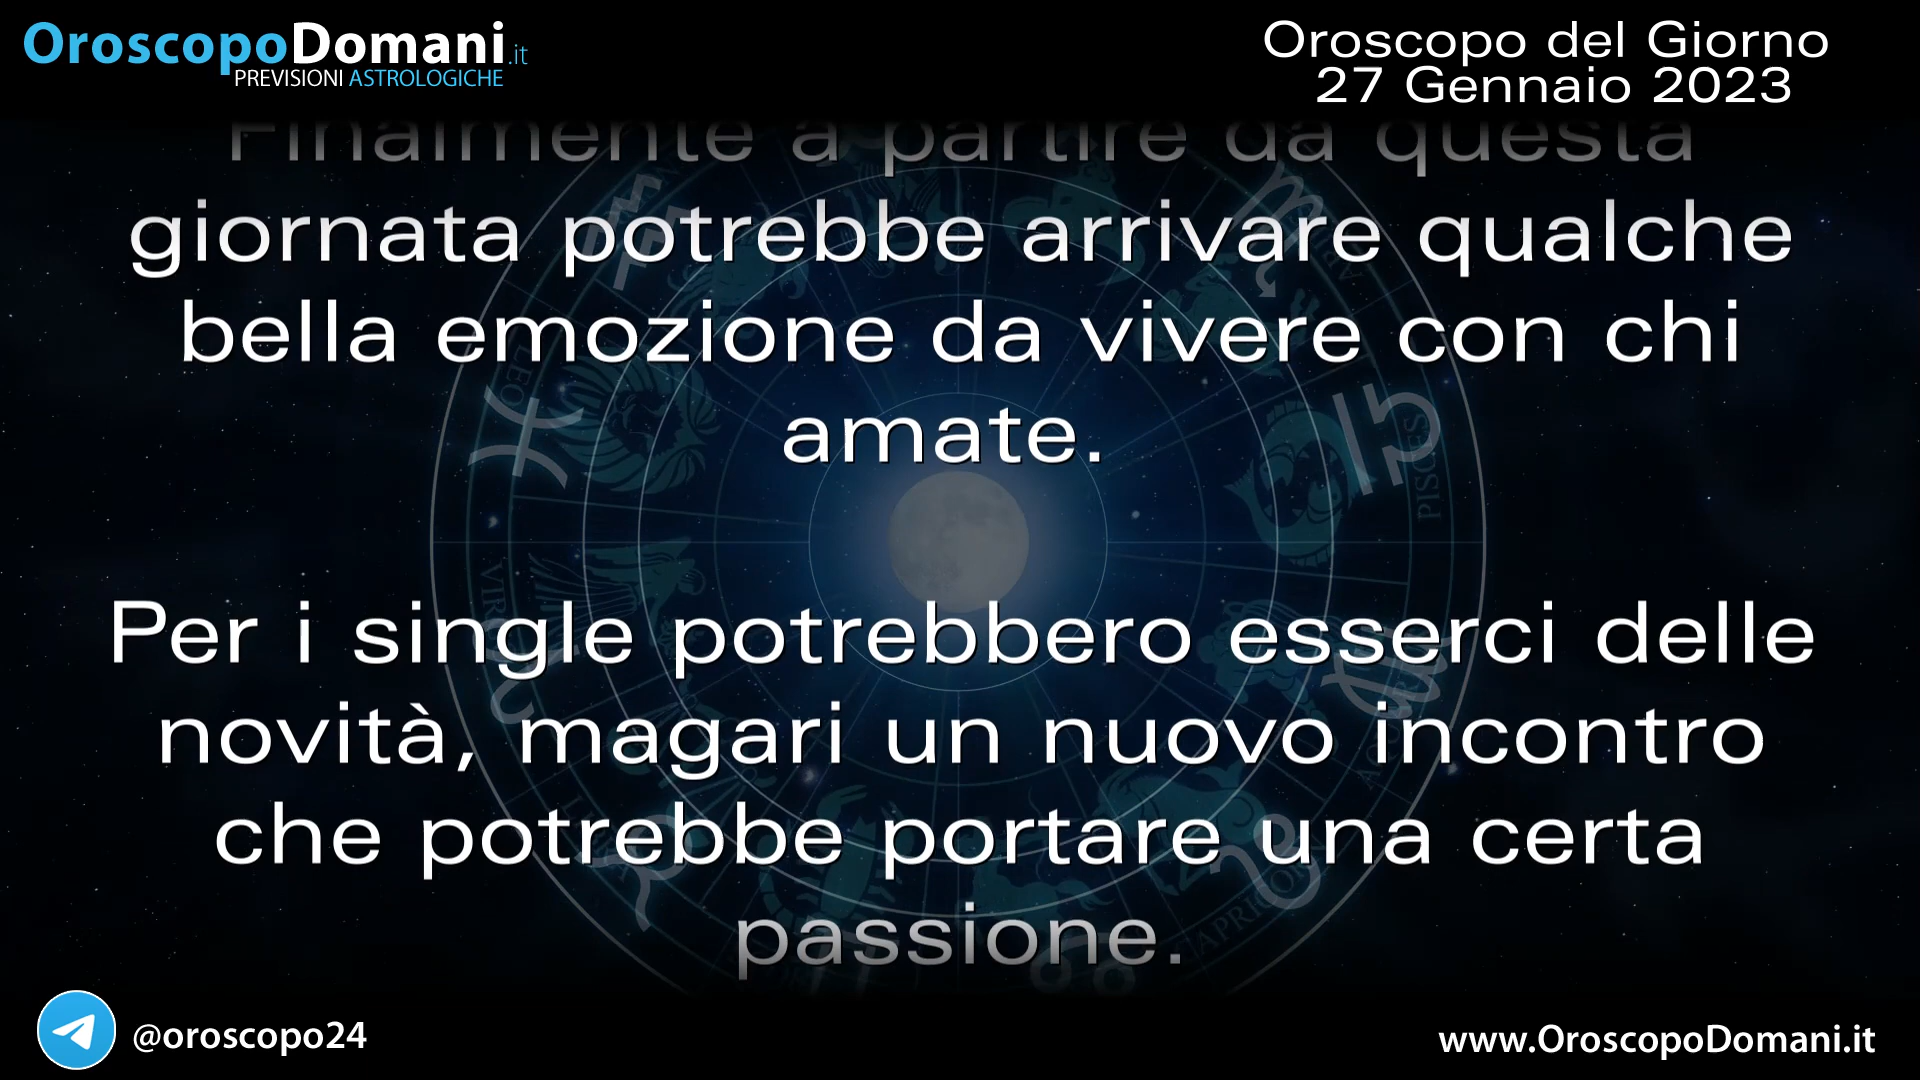 OroscopoDomani.it
PREVISIONI ASTROLOGICHE
Oroscopo del Giorno
27 Gennaio 2023
Finalmente a partire da questa
giornata potrebbe arrivare qualche
bella emozione da vivere con chi
amate.
Per i single potrebbero esserci delle
novità, magari un nuovo incontro
che potrebbe portare una certa
passione.
LEO
PISCES
@oroscopo24
www.OroscopoDomani.it